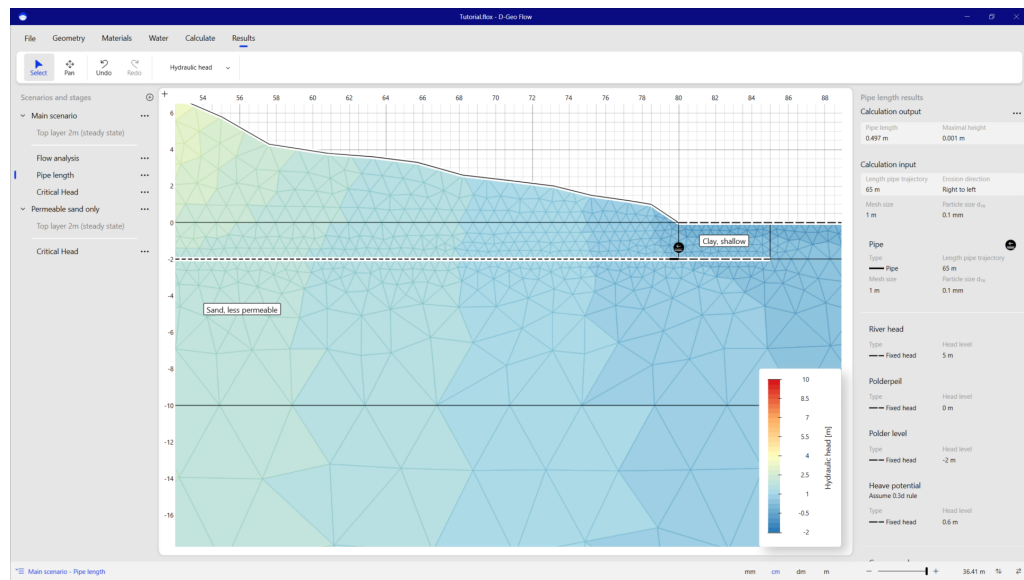 Tutorial.flox - D-Geo Flow
File Geometry Materials Water Calculate Results
Select Pan Undo Redo Hydraulic head
Scenarios and stages
Main scenario
Top layer 2m (steady state)
Flow analysis
Pipe length
Critical Head
Permeable sand only
Top layer 2m (steady state)
Critical Head
54 56 58 60 62 64 66 68 70 72 74 76 78 80 82 84 86 88
6
4
2
0
-2
-4
-6
-8
-10
-12
-14
-16
Clay, shallow
Sand, less permeable
10
8.5
7
5.5
4
2.5
1
-0.5
-2
Hydraulic head [m]
Pipe length results
Calculation output
Pipe length Maximal height
0.497 m 0.001 m
Calculation input
Length pipe trajectory Erosion direction
65 m Right to left
Mesh size Particle size d₇₀
1 m 0.1 mm
Pipe
Type Length pipe trajectory
Pipe 65 m
Mesh size Particle size d₇₀
1 m 0.1 mm
River head
Type Head level
Fixed head 5 m
Polderpeil
Type Head level
Fixed head 0 m
Polder level
Type Head level
Fixed head -2 m
Heave potential
Assume 0.3d rule
Type Head level
Fixed head 0.6 m
Main scenario - Pipe length
mm cm dm m
36.41 m